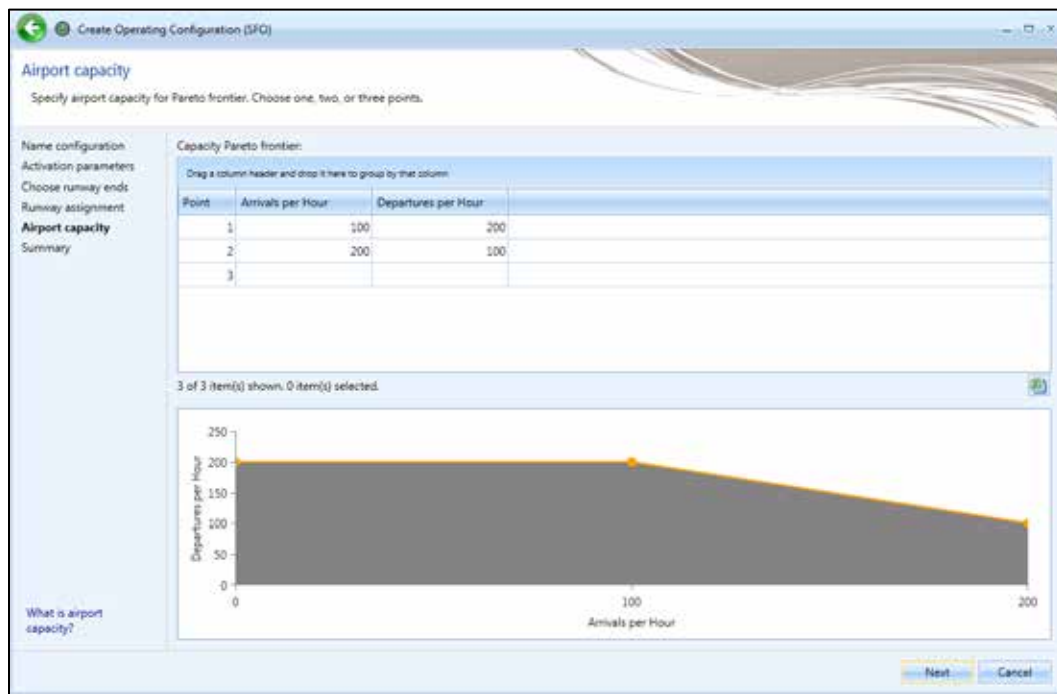 Create Operating Configuration (SFO)
Airport capacity
Specify airport capacity for Pareto frontier. Choose one, two, or three points.
Name configuration
Activation parameters
Choose runway ends
Runway assignment
Airport capacity
Summary
What is airport
capacity?
Capacity Pareto frontier:
Drag a column header and drop it here to group by that column
Point Arrivals per Hour Departures per Hour
1 100 200
2 200 100
3
3 of 3 item(s) shown. 0 item(s) selected.
Departures per Hour
250
200
150
100
50
0
0 100 200
Arrivals per Hour
Next Cancel